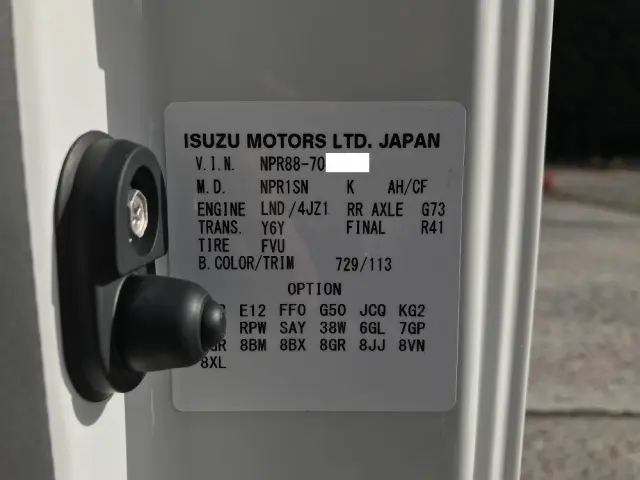 ISUZU MOTORS LTD. JAPAN
V.I.N. NPR88-70
M.D. NPR1SN K AH/CF
ENGINE LND/4JZ1 RR AXLE G73
TRANS. Y6Y FINAL R41
TIRE FVU
B.COLOR/TRIM 729/113
OPTION
E12 FF0 G50 JCQ KG2
RPW SAY 38W 6GL 7GP
8BM 8BX 8GR 8JJ 8VN
8XL